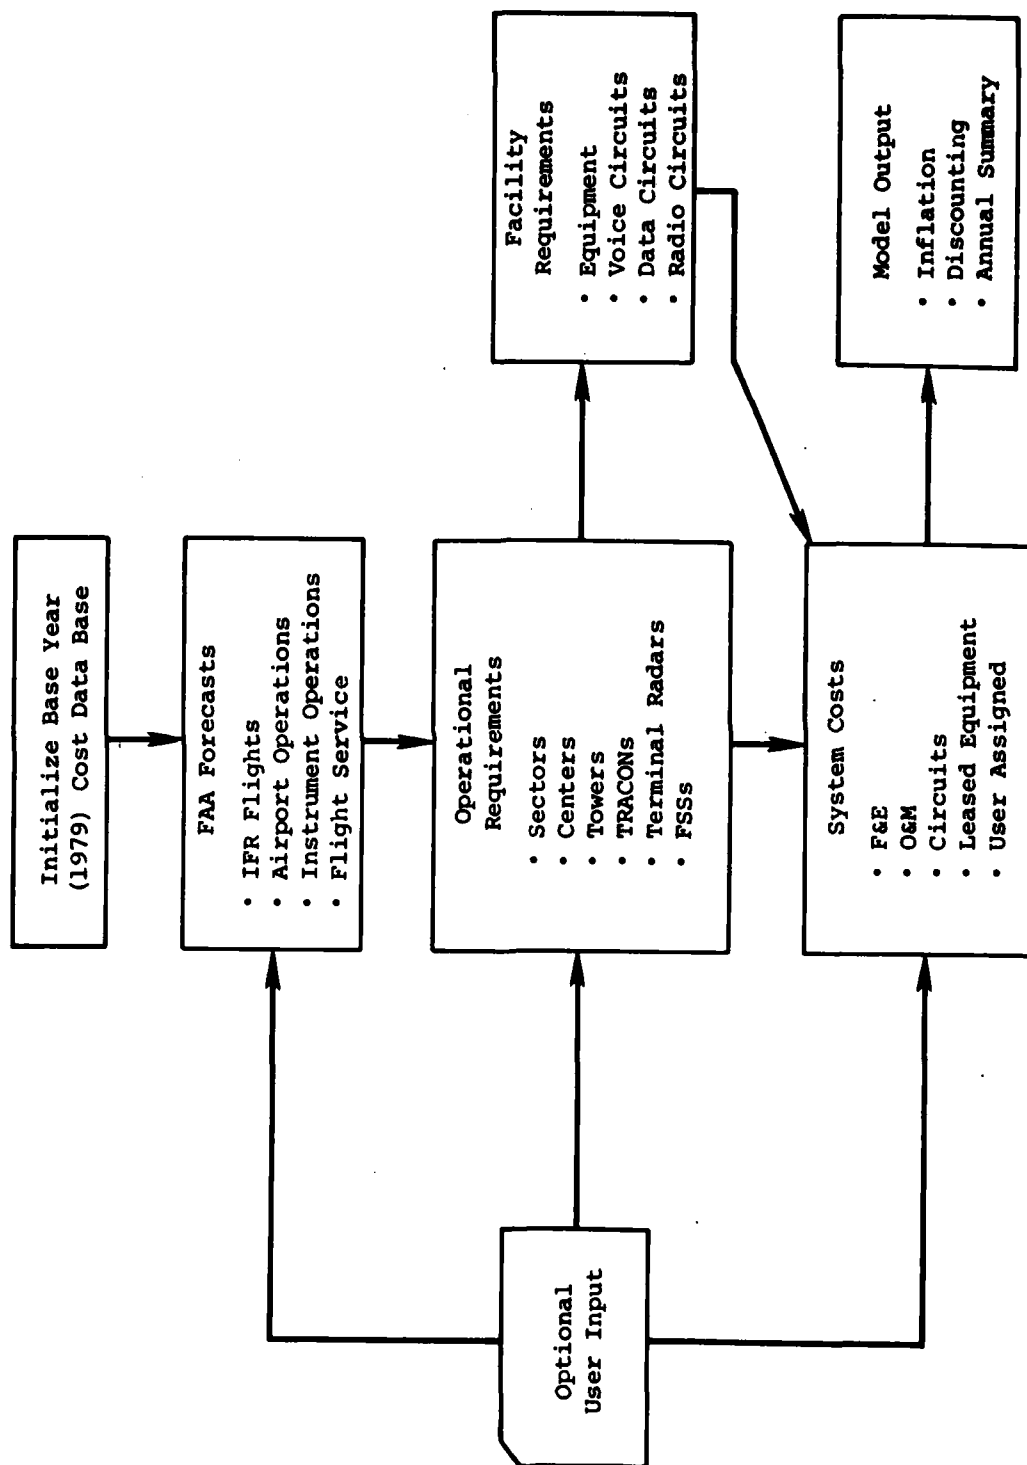 Initialize Base Year
(1979) Cost Data Base
FAA Forecasts
• IFR Flights
• Airport Operations
• Instrument Operations
• Flight Service
Optional
User Input
Operational
Requirements
• Sectors
• Centers
• Towers
• TRACONs
• Terminal Radars
• FSSs
Facility
Requirements
• Equipment
• Voice Circuits
• Data Circuits
• Radio Circuits
System Costs
• F&E
• O&M
• Circuits
• Leased Equipment
• User Assigned
Model Output
• Inflation
• Discounting
• Annual Summary